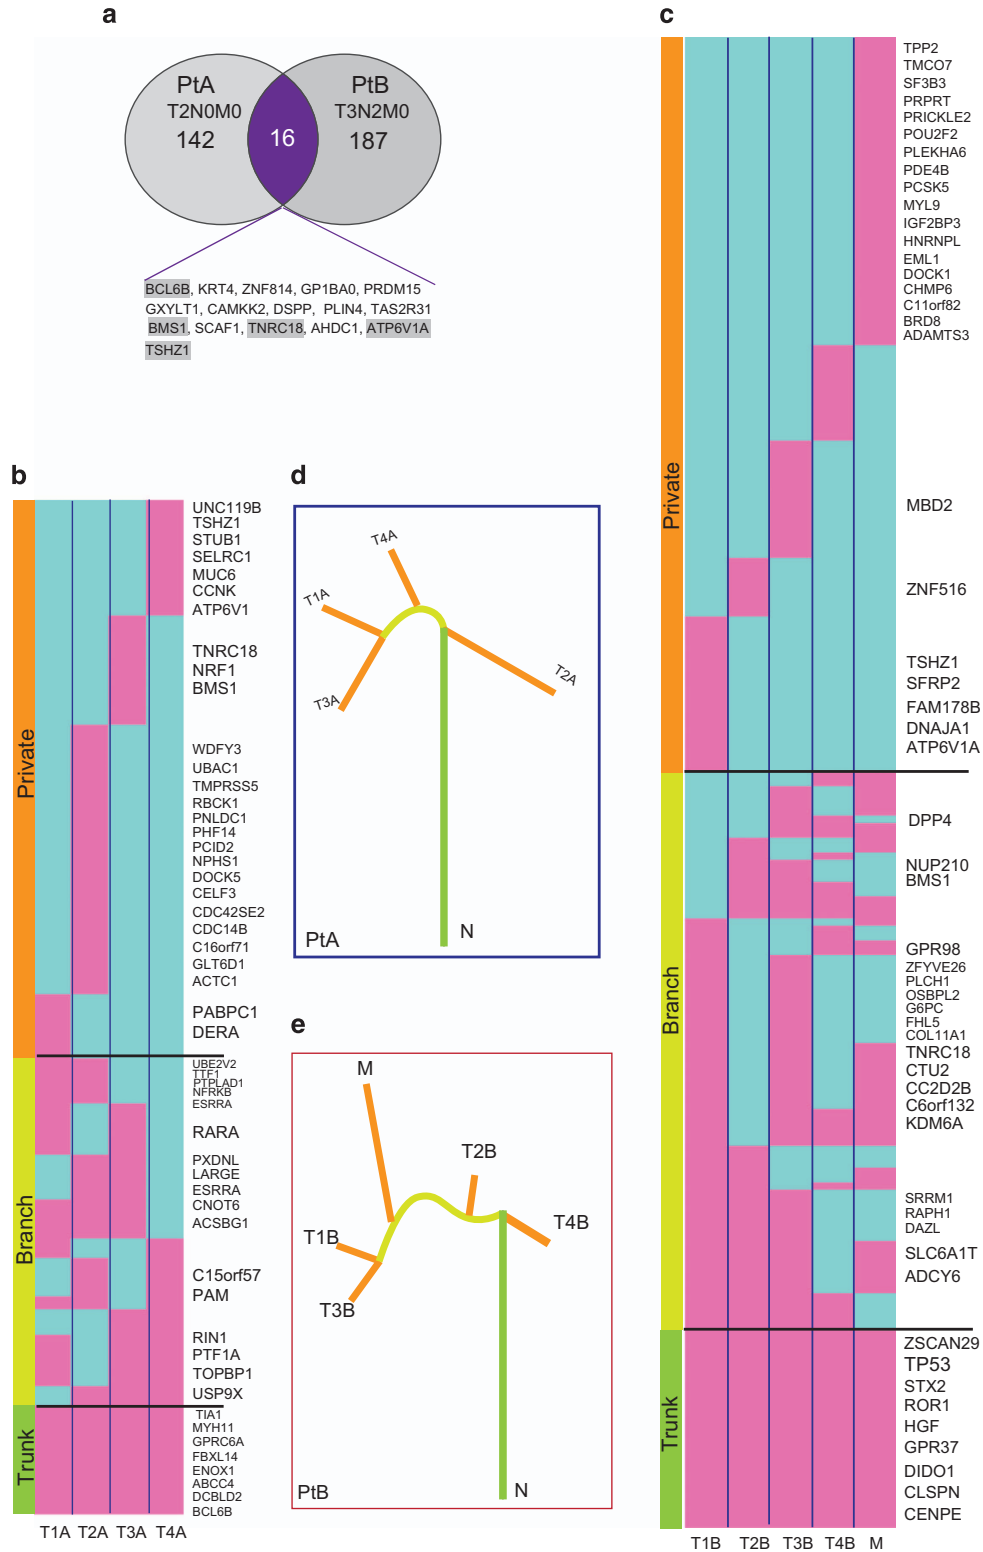 a
PtA
T2N0M0
142
16
PtB
T3N2M0
187
BCL6B, KRT4, ZNF814, GP1BA0, PRDM15
GXYLT1, CAMKK2, DSPP, PLIN4, TAS2R31
BMS1, SCAF1, TNRC18, AHDC1, ATP6V1A
TSHZ1
b
Private
Branch
Trunk
UNC119B
TSHZ1
STUB1
SELRC1
MUC6
CCNK
ATP6V1
TNRC18
NRF1
BMS1
WDFY3
UBAC1
TMPRSS5
RBCK1
PNLDC1
PHF14
PCID2
NPHS1
DOCK5
CELF3
CDC42SE2
CDC14B
C16orf71
GLT6D1
ACTC1
PABPC1
DERA
UBE2V2
TTF1
PTPLAD1
NFRKB
ESRRA
RARA
PXDNL
LARGE
ESRRA
CNOT6
ACSBG1
C15orf57
PAM
RIN1
PTF1A
TOPBP1
USP9X
TIA1
MYH11
GPRC6A
FBXL14
ENOX1
ABCC4
DCBLD2
BCL6B
T1A T2A T3A T4A
c
Private
Branch
Trunk
TPP2
TMCO7
SF3B3
PRPRT
PRICKLE2
POU2F2
PLEKHA6
PDE4B
PCSK5
MYL9
IGF2BP3
HNRNPL
EML1
DOCK1
CHMP6
C11orf82
BRD8
ADAMTS3
MBD2
ZNF516
TSHZ1
SFRP2
FAM178B
DNAJA1
ATP6V1A
DPP4
NUP210
BMS1
GPR98
ZFYVE26
PLCH1
OSBPL2
G6PC
FHL5
COL11A1
TNRC18
CTU2
CC2D2B
C6orf132
KDM6A
SRRM1
RAPH1
DAZL
SLC6A1T
ADCY6
ZSCAN29
TP53
STX2
ROR1
HGF
GPR37
DIDO1
CLSPN
CENPE
T1B T2B T3B T4B M
d
T4A
T1A
T3A
T2A
N
PtA
e
M
T2B
T1B
T4B
T3B
N
PtB